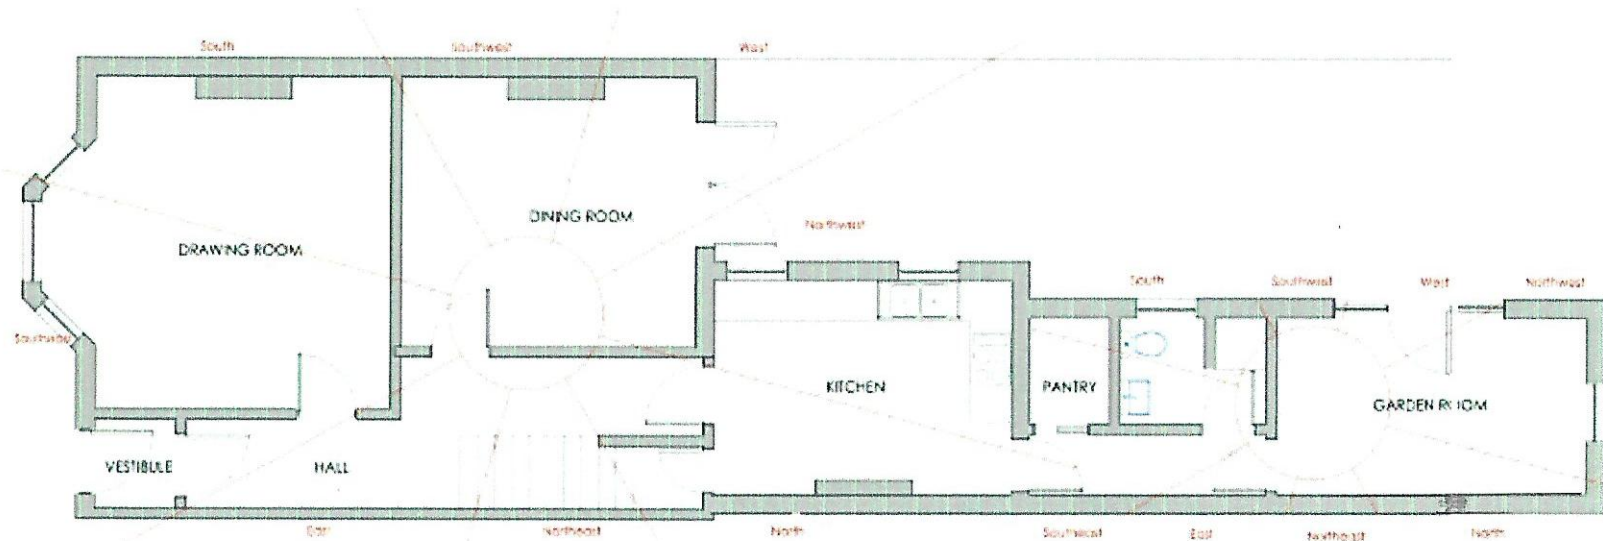 South
Southwest
West
DINING ROOM
Northwest
DRAWING ROOM
South
Southwest
West
Northwest
KITCHEN
PANTRY
GARDEN ROOM
VESTIBULE
HALL
East
Northeast
North
Southeast
East
Northeast
North